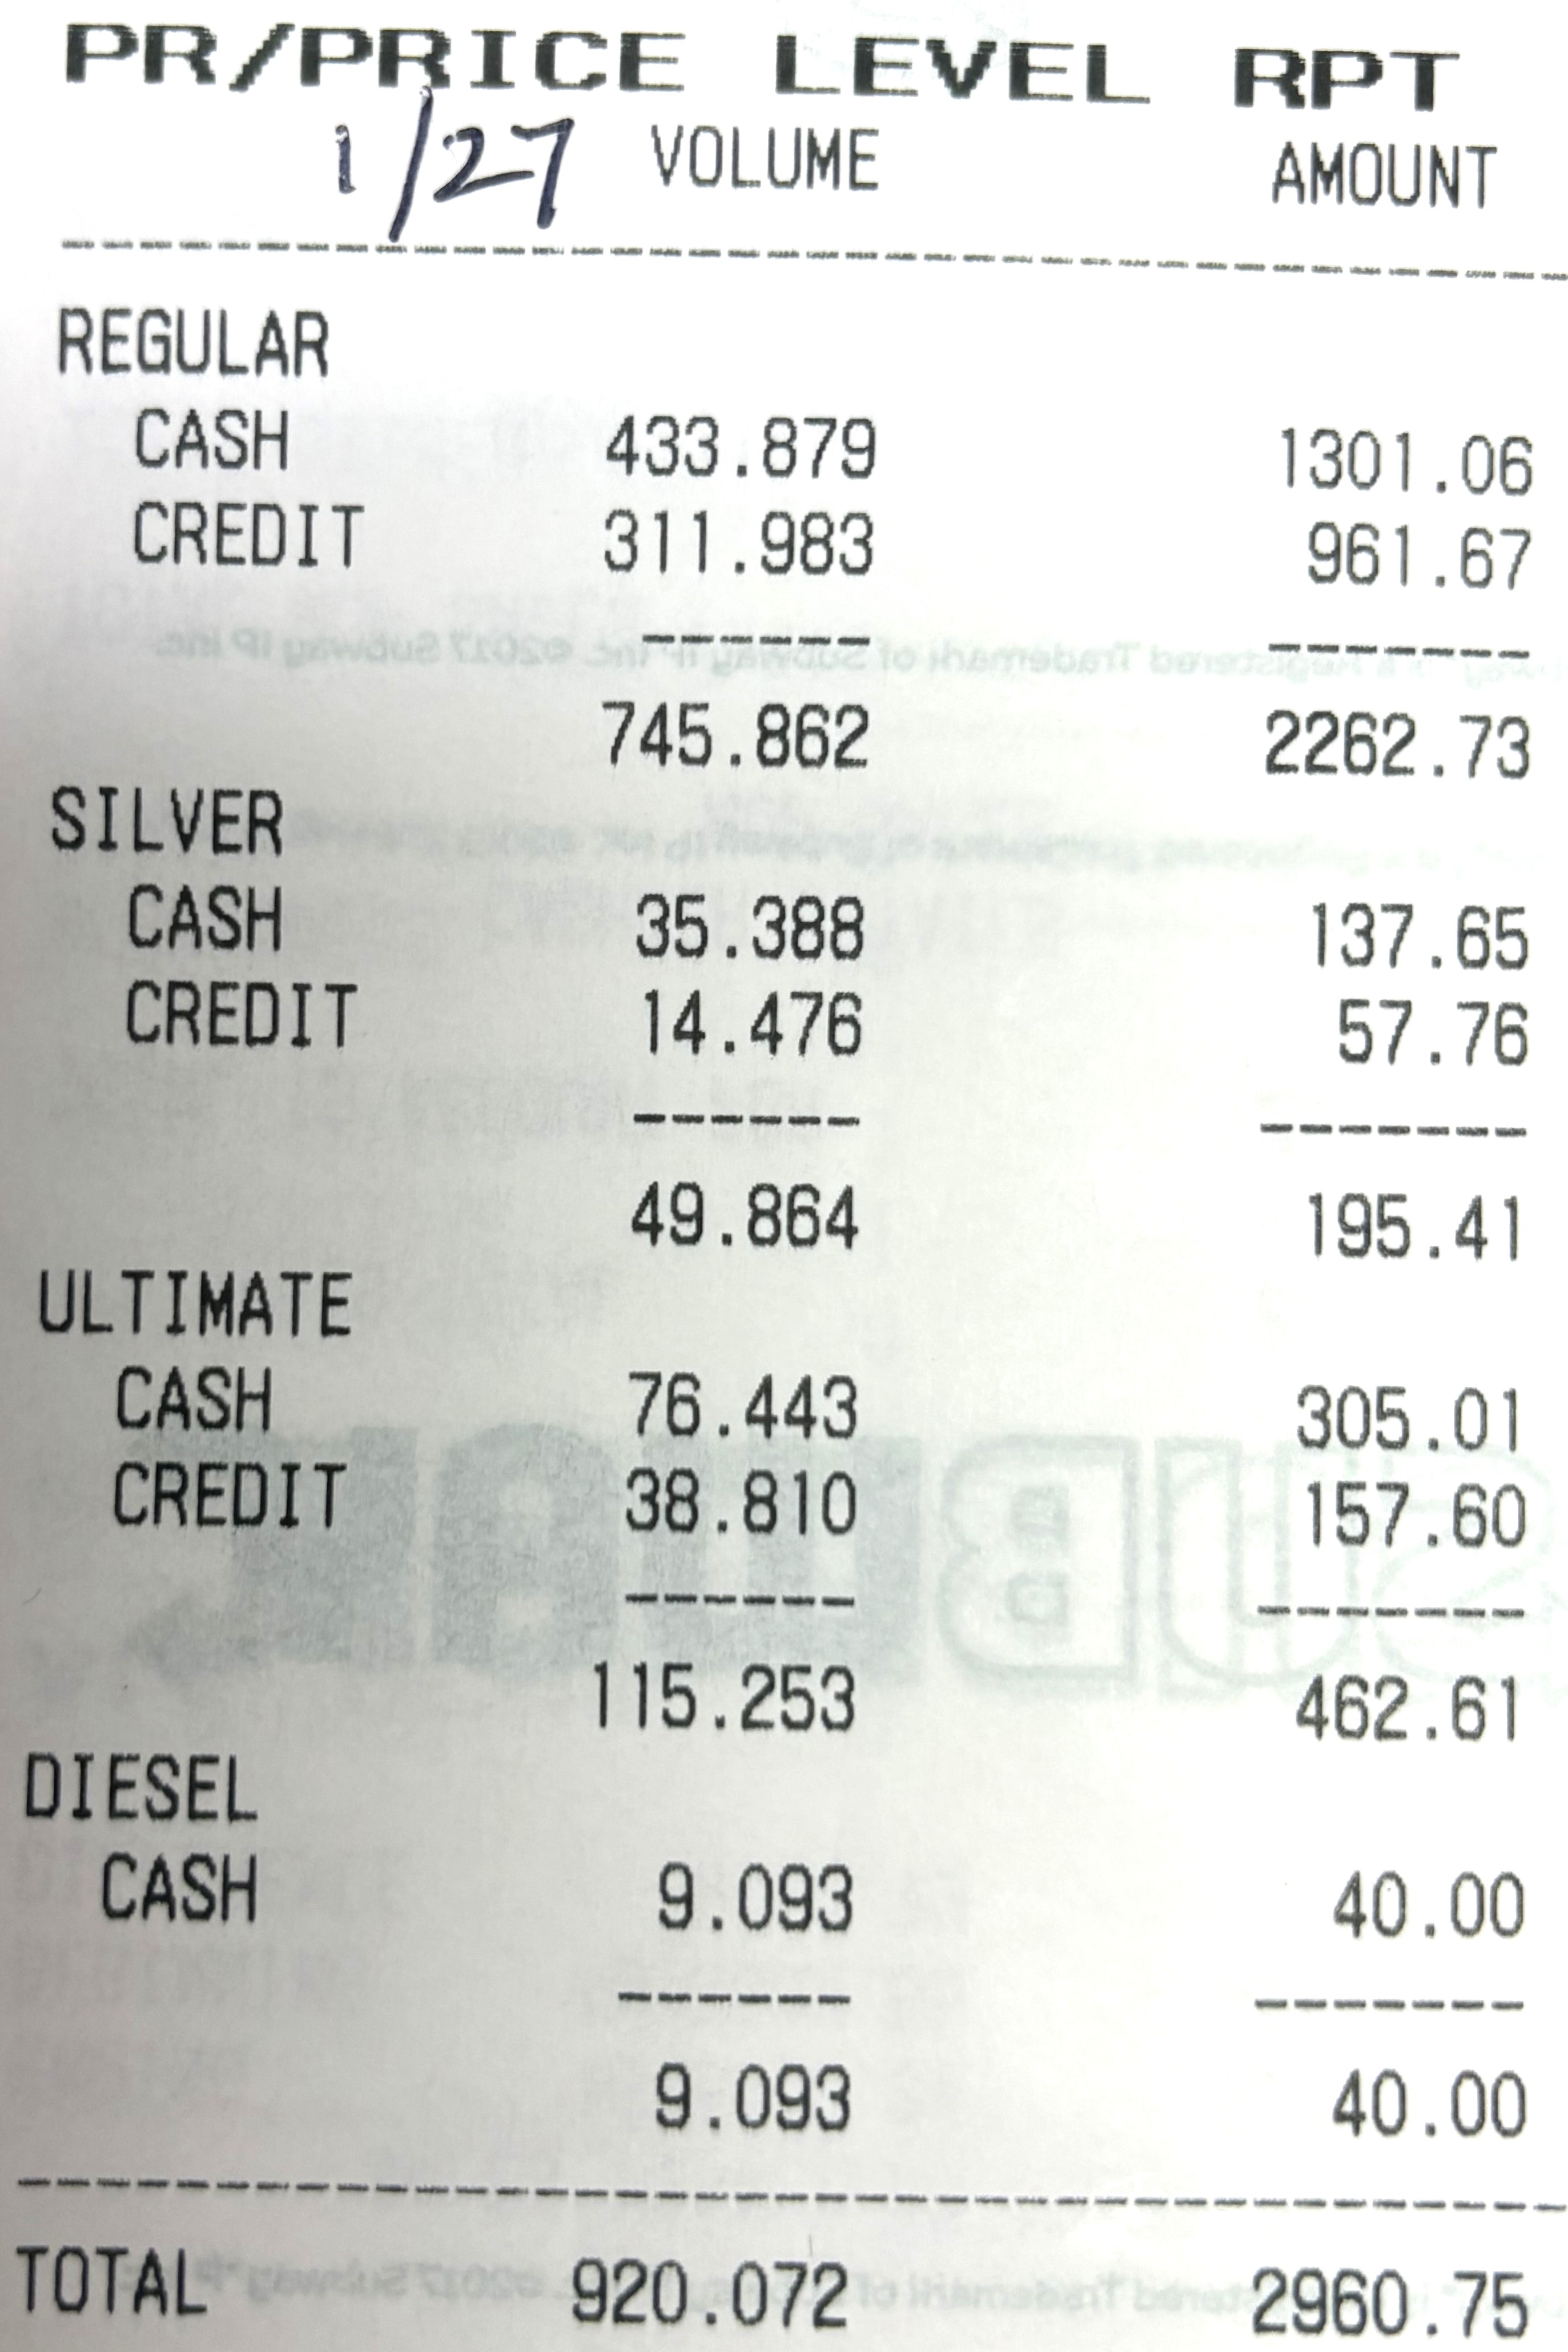 PR/PRICE LEVEL RPT
1/27 VOLUME AMOUNT
REGULAR
CASH 433.879 1301.06
CREDIT 311.983 961.67
745.862 2262.73
SILVER
CASH 35.388 137.65
CREDIT 14.476 57.76
49.864 195.41
ULTIMATE
CASH 76.443 305.01
CREDIT 38.810 157.60
115.253 462.61
DIESEL
CASH 9.093 40.00
9.093 40.00
TOTAL 920.072 2960.75